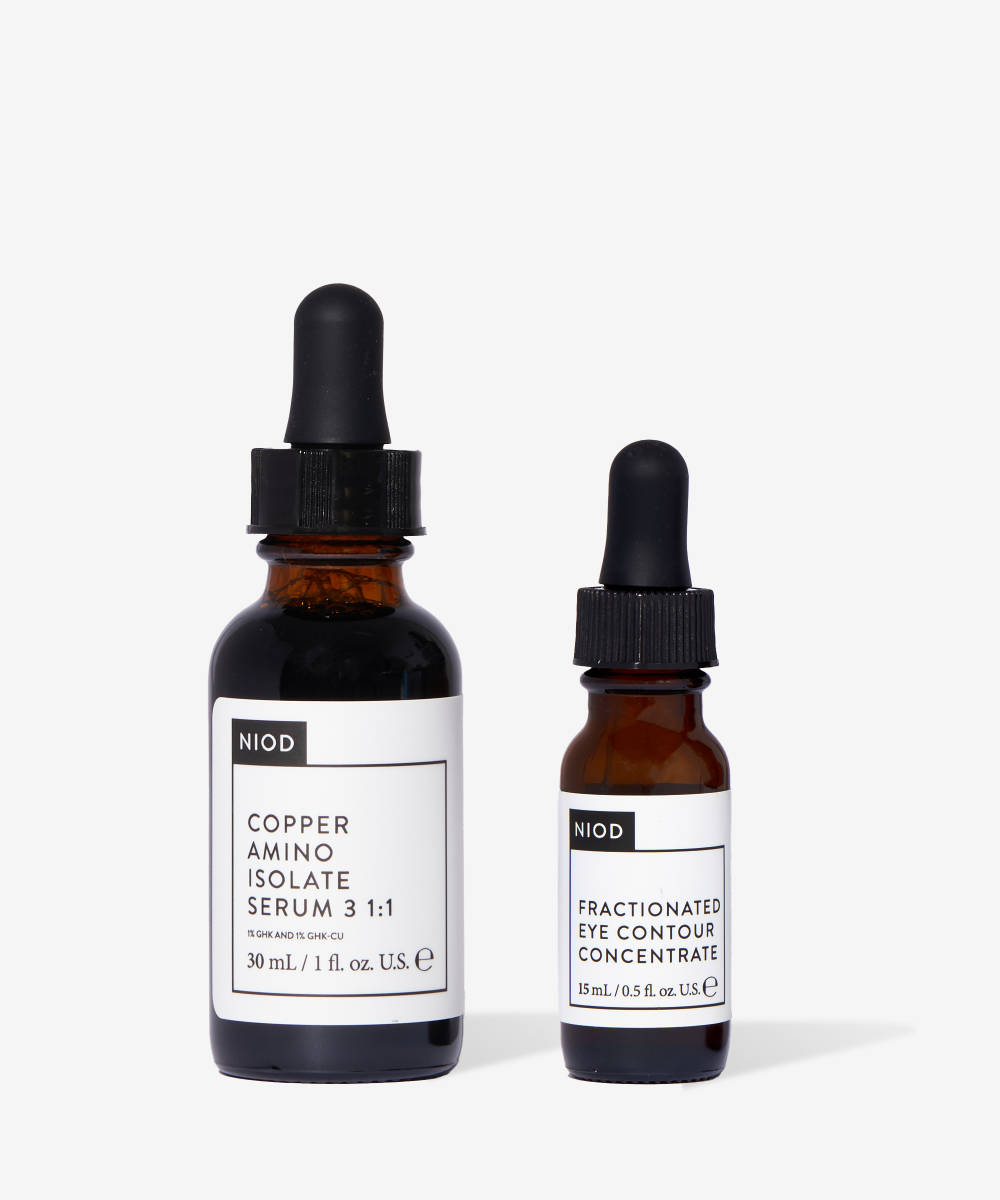 NIOD
COPPER
AMINO
ISOLATE
SERUM 3 1:1
1% GHK AND 1% GHK-CU
30 mL / 1 fl. oz. U.S. ℮
NIOD
FRACTIONATED
EYE CONTOUR
CONCENTRATE
15 mL / 0.5 fl. oz. U.S. ℮